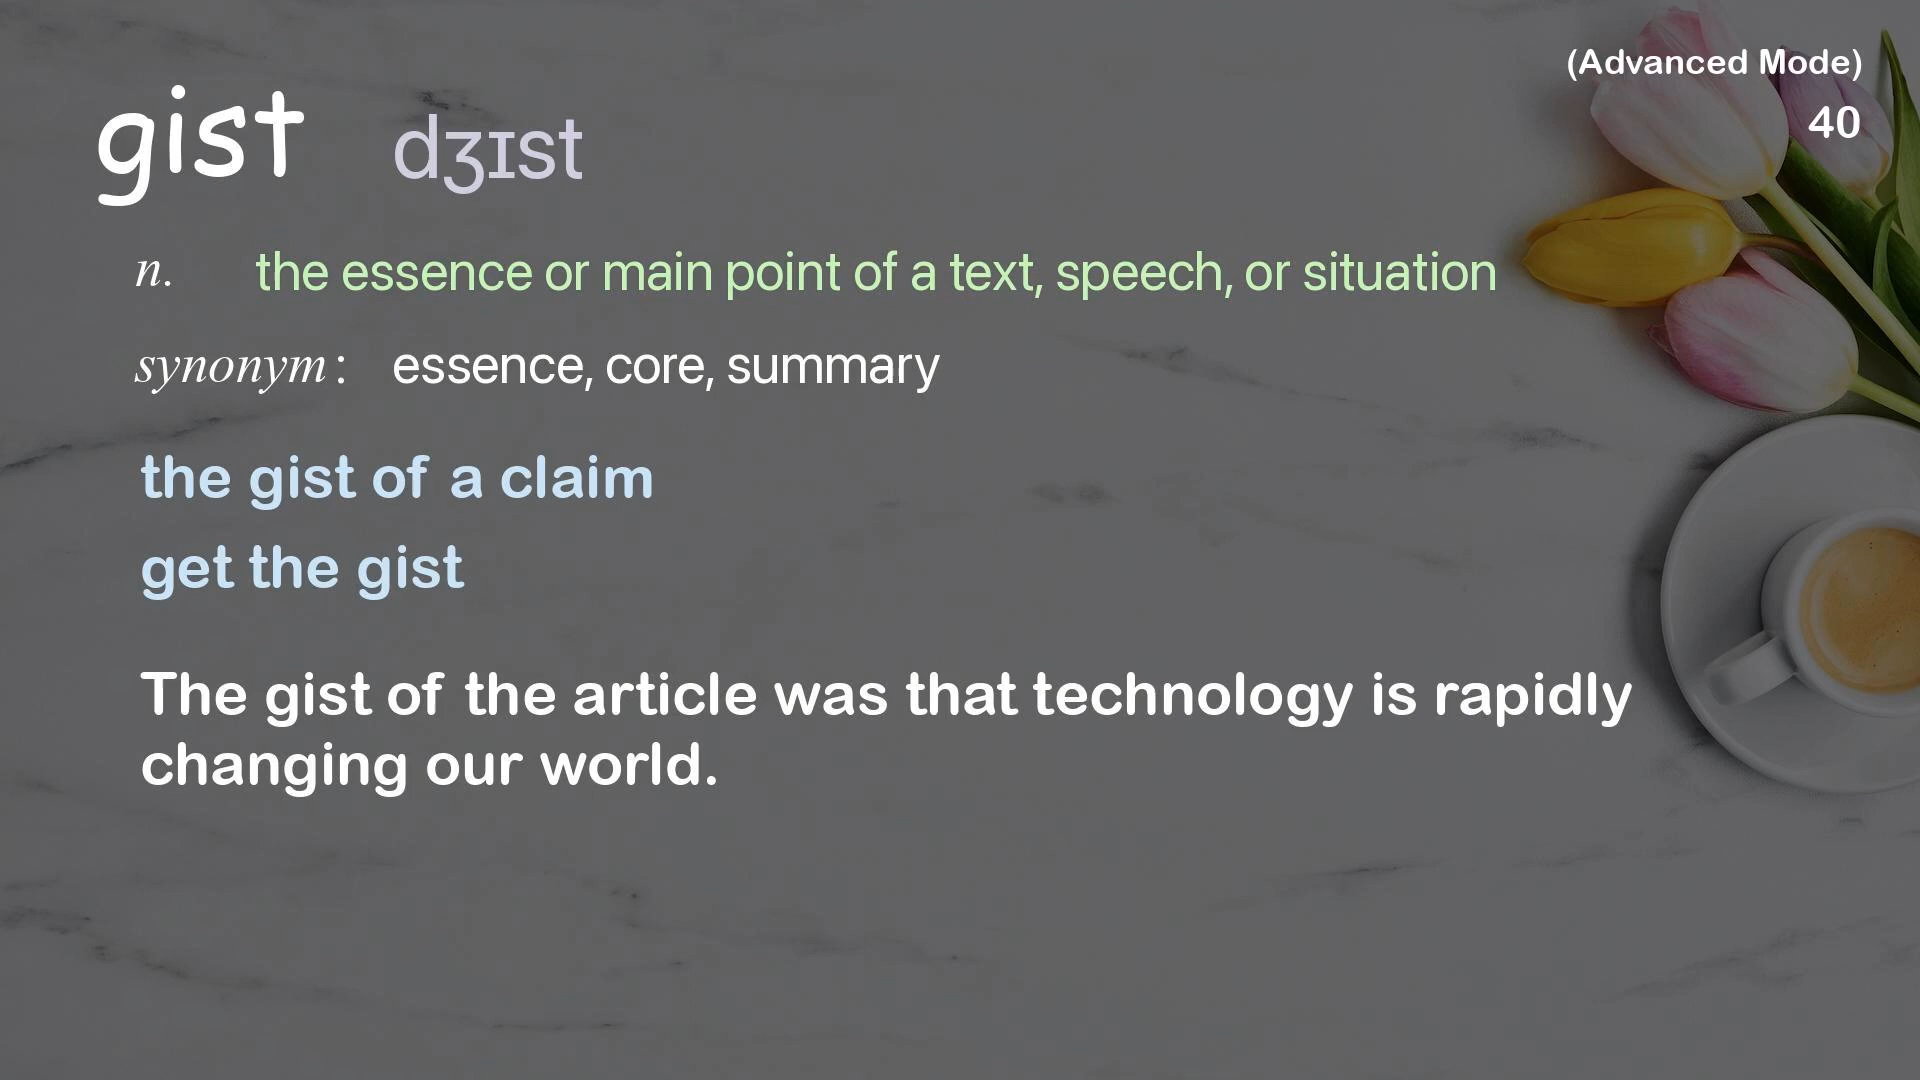 (Advanced Mode)
40
gist dʒɪst
n. the essence or main point of a text, speech, or situation
synonym : essence, core, summary
the gist of a claim
get the gist
The gist of the article was that technology is rapidly
changing our world.